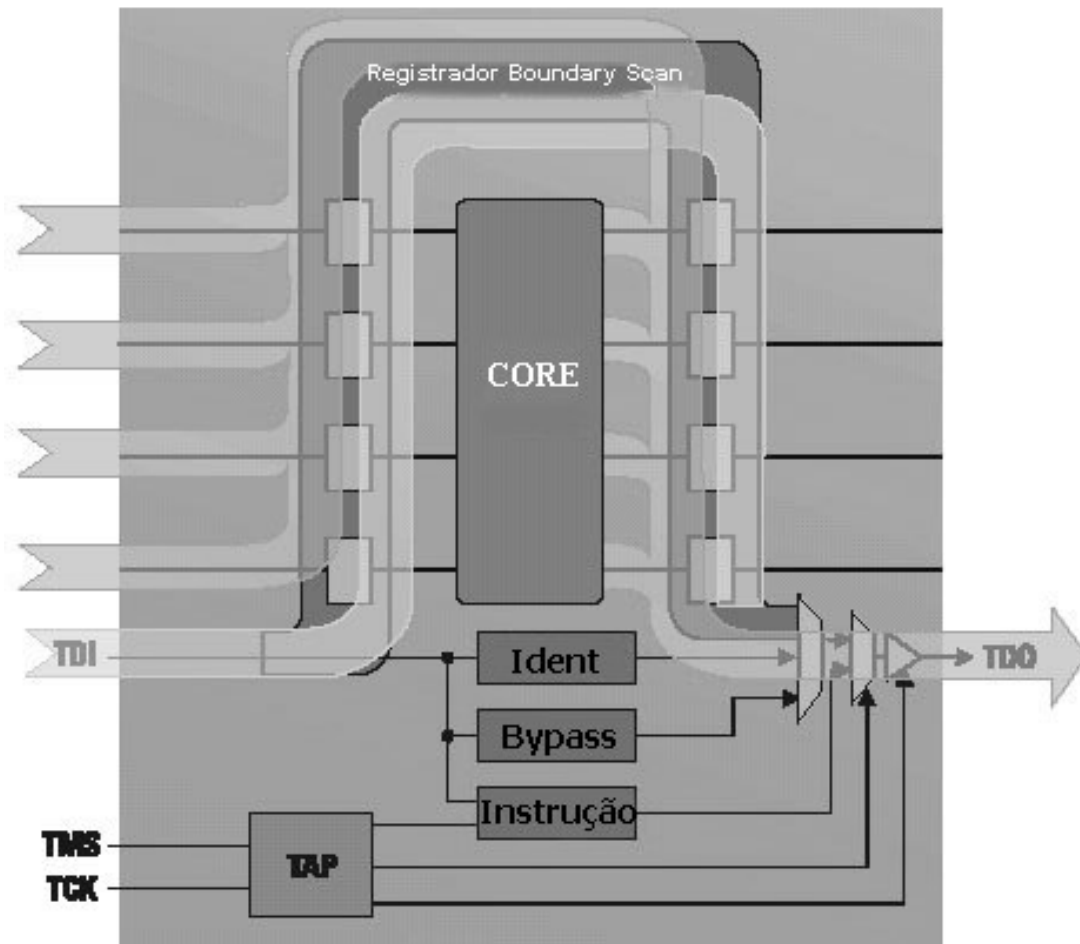 Registrador Boundary Scan
CORE
TDI
TDO
Ident
Bypass
Instrução
TMS
TCK
TAP